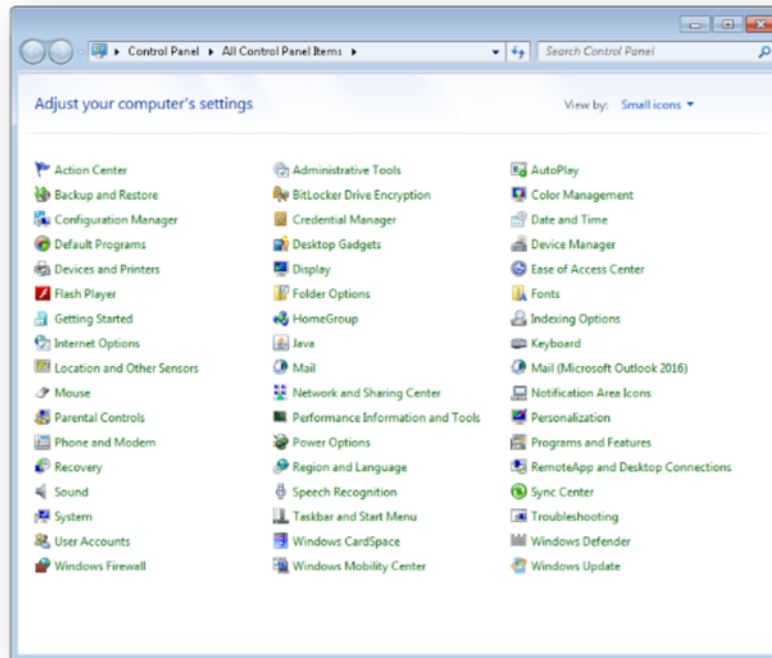 Control Panel ▸ All Control Panel Items ▸ Search Control Panel
Adjust your computer's settings View by: Small icons
Action Center Administrative Tools AutoPlay
Backup and Restore BitLocker Drive Encryption Color Management
Configuration Manager Credential Manager Date and Time
Default Programs Desktop Gadgets Device Manager
Devices and Printers Display Ease of Access Center
Flash Player Folder Options Fonts
Getting Started HomeGroup Indexing Options
Internet Options Java Keyboard
Location and Other Sensors Mail Mail (Microsoft Outlook 2016)
Mouse Network and Sharing Center Notification Area Icons
Parental Controls Performance Information and Tools Personalization
Phone and Modem Power Options Programs and Features
Recovery Region and Language RemoteApp and Desktop Connections
Sound Speech Recognition Sync Center
System Taskbar and Start Menu Troubleshooting
User Accounts Windows CardSpace Windows Defender
Windows Firewall Windows Mobility Center Windows Update